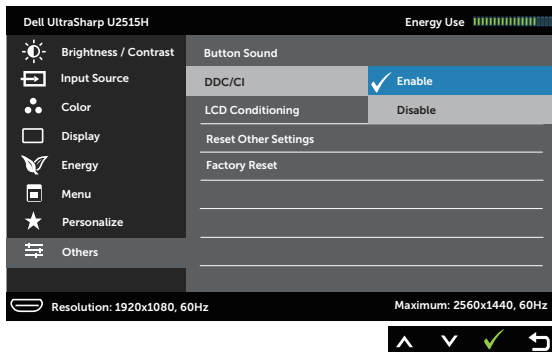 Dell UltraSharp U2515H
Energy Use
Brightness / Contrast
Button Sound
Input Source
DDC/CI
Enable
Color
LCD Conditioning
Disable
Display
Reset Other Settings
Energy
Factory Reset
Menu
Personalize
Others
Resolution: 1920x1080, 60Hz
Maximum: 2560x1440, 60Hz